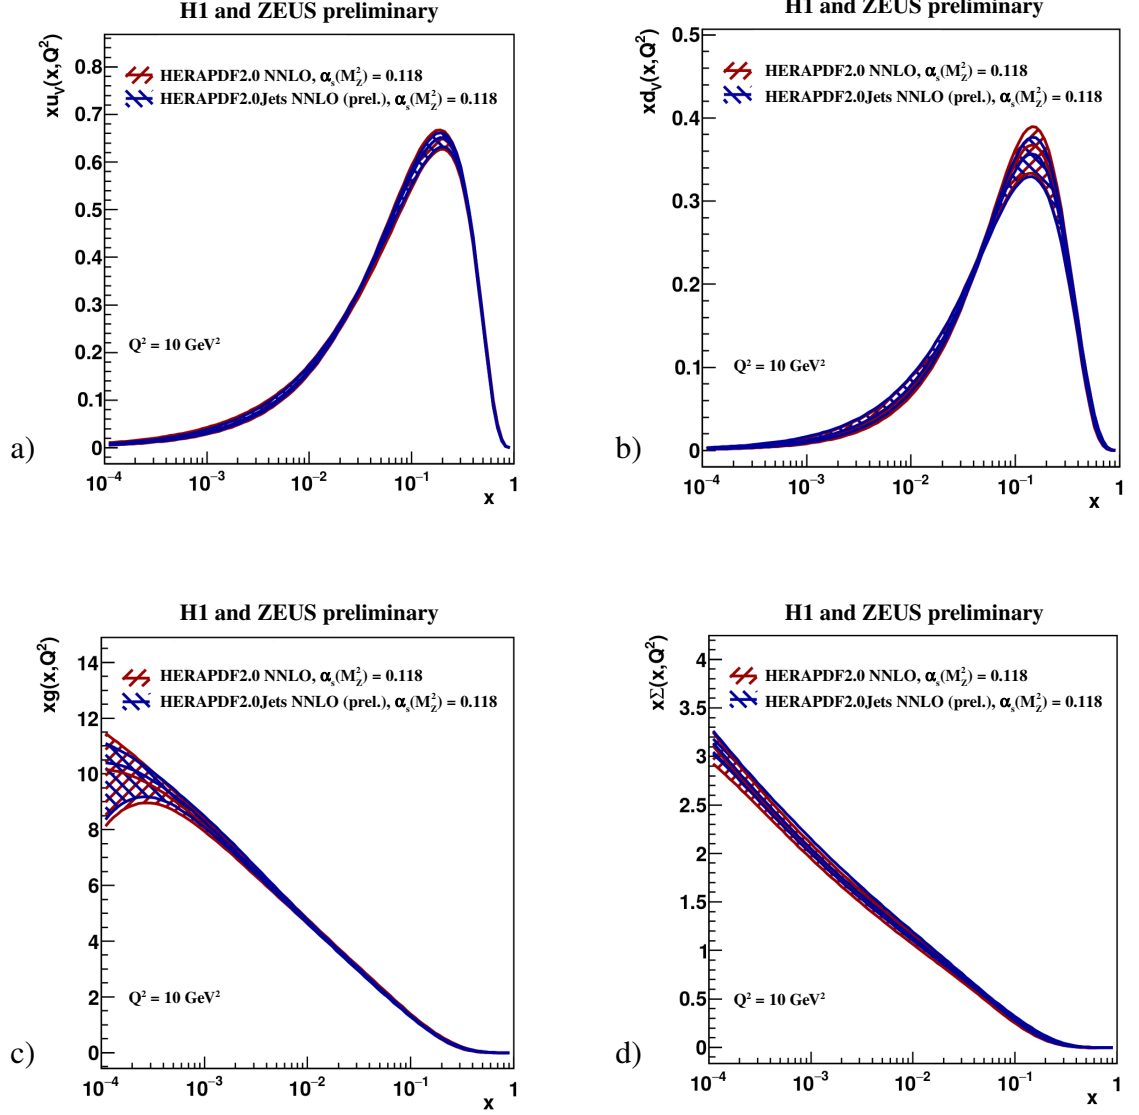 H1 and ZEUS preliminary
xu_V(x,Q²)
HERAPDF2.0 NNLO, α_s(M_Z²) = 0.118
HERAPDF2.0Jets NNLO (prel.), α_s(M_Z²) = 0.118
0.8
0.7
0.6
0.5
0.4
0.3
0.2
0.1
0
Q² = 10 GeV²
a)
10⁻⁴ 10⁻³ 10⁻² 10⁻¹ 1
x
H1 and ZEUS preliminary
xd_V(x,Q²)
HERAPDF2.0 NNLO, α_s(M_Z²) = 0.118
HERAPDF2.0Jets NNLO (prel.), α_s(M_Z²) = 0.118
0.5
0.4
0.3
0.2
0.1
0
Q² = 10 GeV²
b)
10⁻⁴ 10⁻³ 10⁻² 10⁻¹ 1
x
H1 and ZEUS preliminary
xg(x,Q²)
HERAPDF2.0 NNLO, α_s(M_Z²) = 0.118
HERAPDF2.0Jets NNLO (prel.), α_s(M_Z²) = 0.118
14
12
10
8
6
4
2
0
Q² = 10 GeV²
c)
10⁻⁴ 10⁻³ 10⁻² 10⁻¹ 1
x
H1 and ZEUS preliminary
xΣ(x,Q²)
HERAPDF2.0 NNLO, α_s(M_Z²) = 0.118
HERAPDF2.0Jets NNLO (prel.), α_s(M_Z²) = 0.118
4
3.5
3
2.5
2
1.5
1
0.5
0
Q² = 10 GeV²
d)
10⁻⁴ 10⁻³ 10⁻² 10⁻¹ 1
x